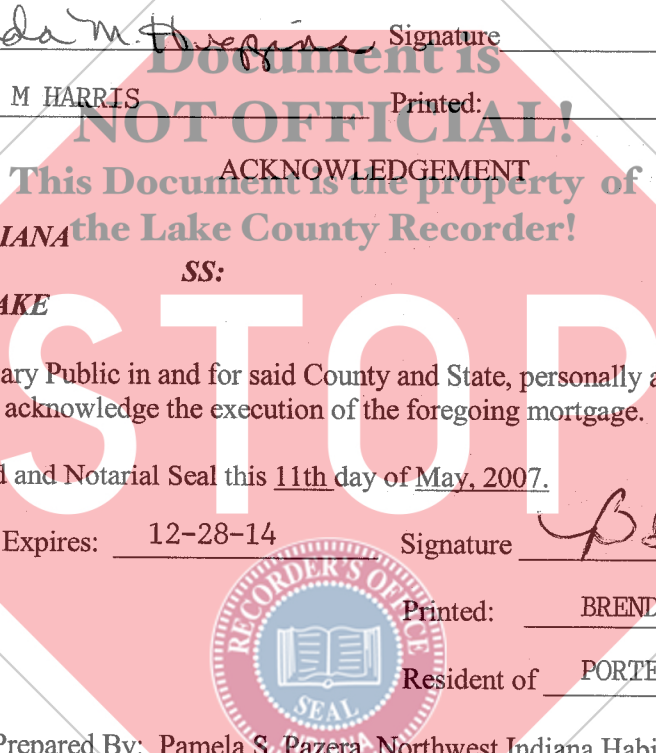 da M. Signature
Document is
M HARRIS Printed:
NOT OFFICIAL!
ACKNOWLEDGEMENT
This Document is the property of
the Lake County Recorder!
IANA
SS:
AKE
STOP
ary Public in and for said County and State, personally a
acknowledge the execution of the foregoing mortgage.
d and Notarial Seal this 11th day of May, 2007.
Expires: 12-28-14 Signature
RECORDER'S OFFICE
Printed: BREND
Resident of PORTE
SEAL
INDIANA
Prepared By: Pamela S. Pazera, Northwest Indiana Habi